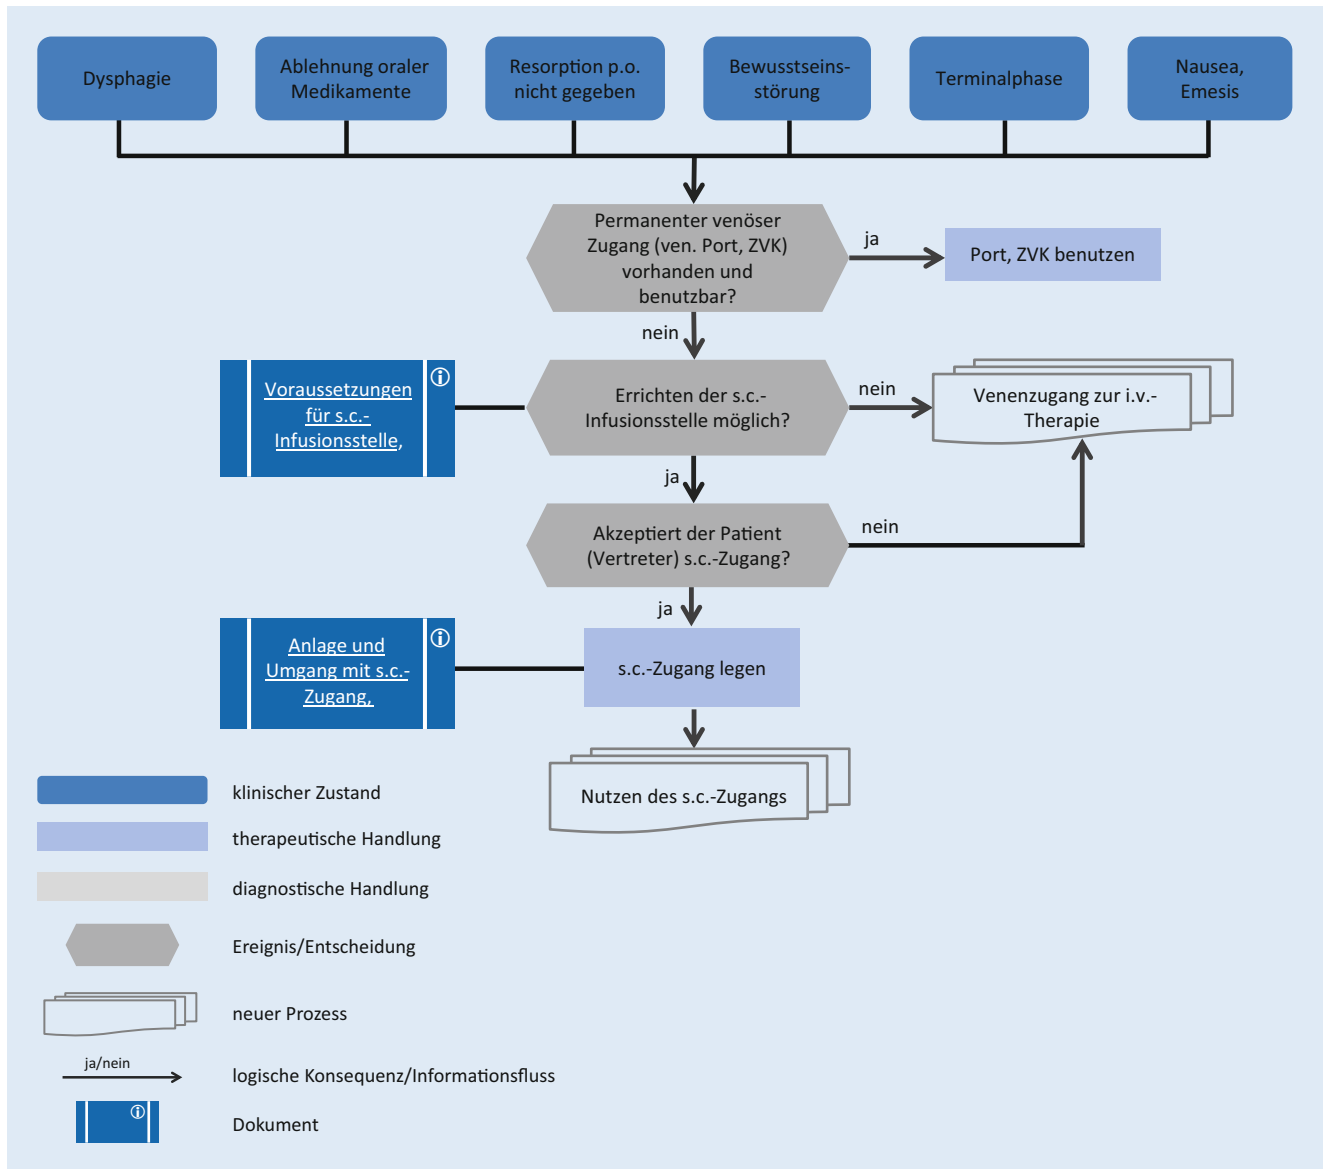 Dysphagie
Ablehnung oraler
Medikamente
Resorption p.o.
nicht gegeben
Bewusstseins-
störung
Terminalphase
Nausea,
Emesis
Permanenter venöser
Zugang (ven. Port, ZVK)
vorhanden und
benutzbar?
ja
Port, ZVK benutzen
nein
Voraussetzungen
für s.c.-
Infusionsstelle,
Errichten der s.c.-
Infusionsstelle möglich?
nein
Venenzugang zur i.v.-
Therapie
ja
Akzeptiert der Patient
(Vertreter) s.c.-Zugang?
nein
ja
Anlage und
Umgang mit s.c.-
Zugang,
s.c.-Zugang legen
Nutzen des s.c.-Zugangs
klinischer Zustand
therapeutische Handlung
diagnostische Handlung
Ereignis/Entscheidung
neuer Prozess
ja/nein
logische Konsequenz/Informationsfluss
Dokument